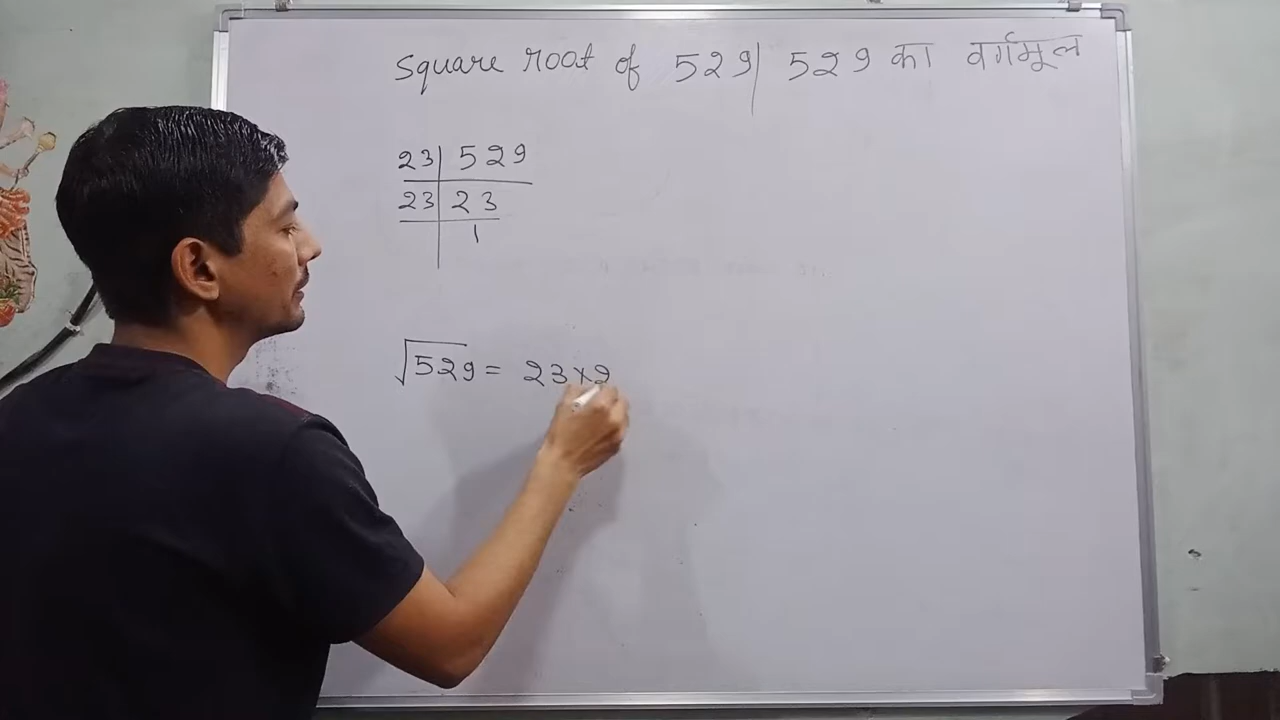 Square root of 529| 529 का वर्गमूल
23| 529
23| 23
| 1
√529 = 23×2